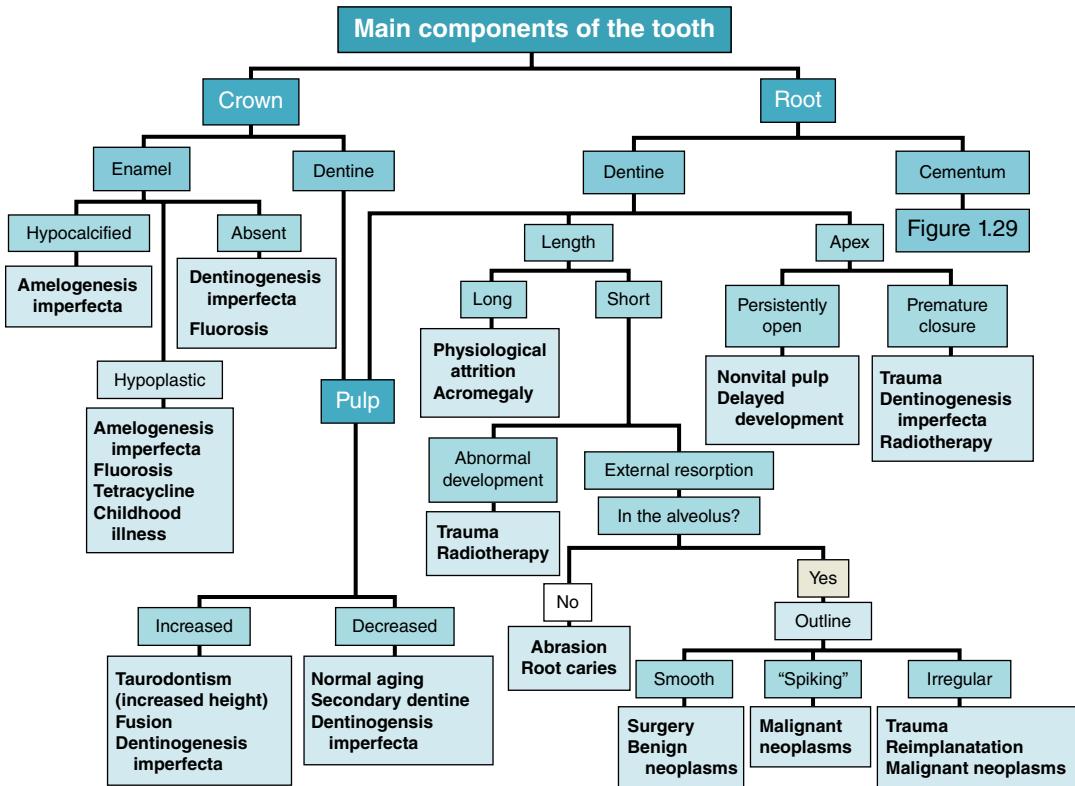 Main components of the tooth
Crown
Root
Enamel
Dentine
Dentine
Cementum
Hypocalcified
Absent
Length
Apex
Figure 1.29
Amelogenesis
imperfecta
Dentinogenesis
imperfecta
Fluorosis
Long
Short
Persistently
open
Premature
closure
Hypoplastic
Pulp
Physiological
attrition
Acromegaly
Nonvital pulp
Delayed
development
Trauma
Dentinogenesis
imperfecta
Radiotherapy
Amelogenesis
imperfecta
Fluorosis
Tetracycline
Childhood
illness
Abnormal
development
External resorption
In the alveolus?
Trauma
Radiotherapy
No
Yes
Outline
Abrasion
Root caries
Increased
Decreased
Smooth
“Spiking”
Irregular
Taurodontism
(increased height)
Fusion
Dentinogenesis
imperfecta
Normal aging
Secondary dentine
Dentinogensis
imperfecta
Surgery
Benign
neoplasms
Malignant
neoplasms
Trauma
Reimplanatation
Malignant neoplasms